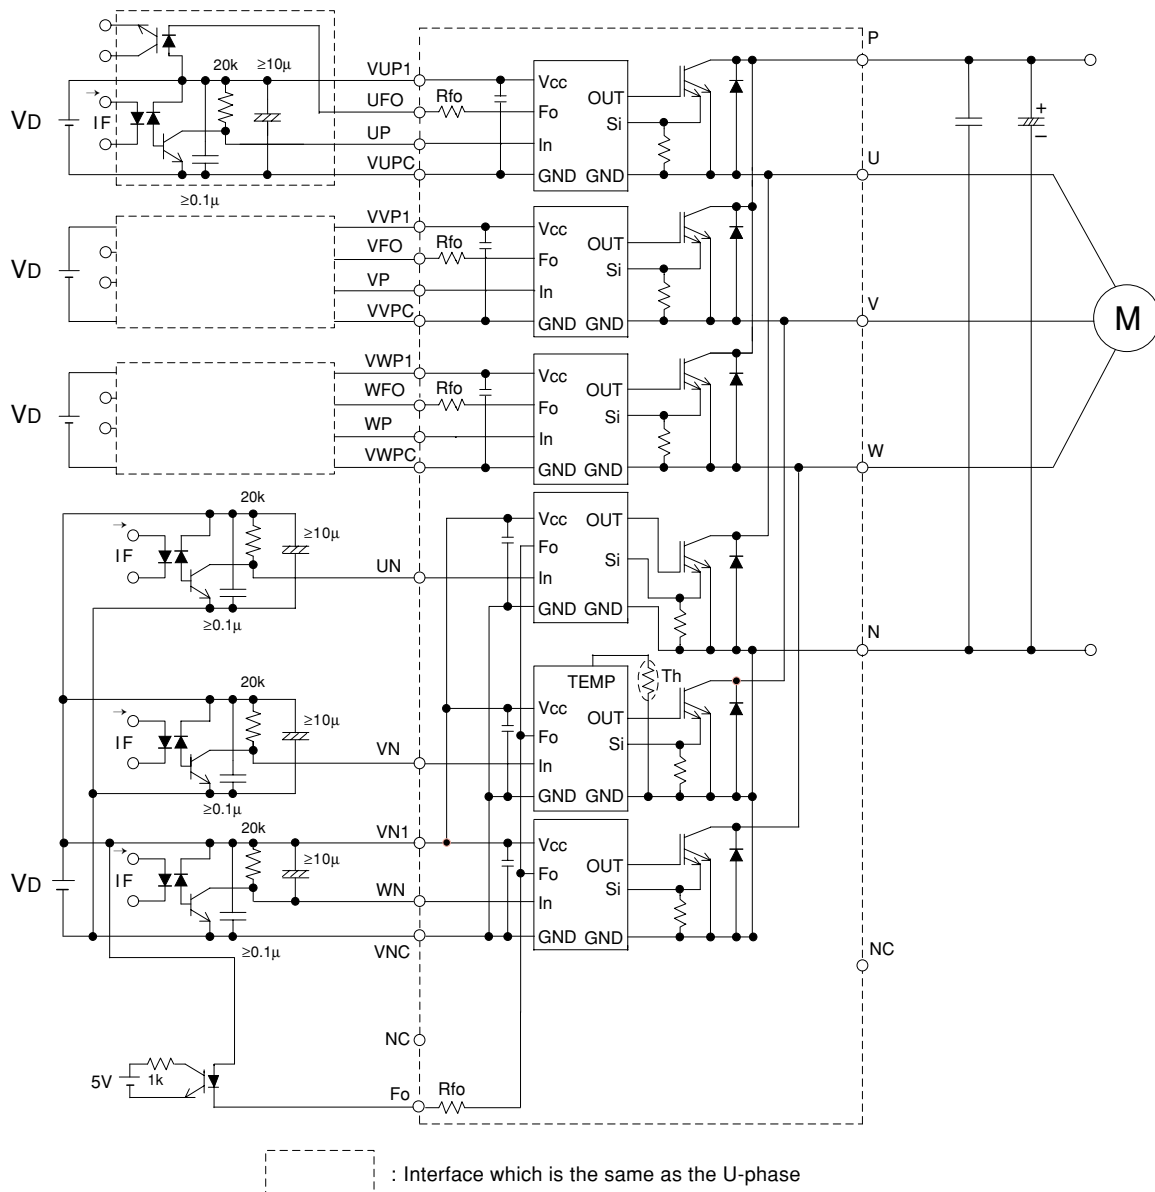 P
20k ≥10µ VUP1
Vcc
UFO Rfo OUT
Fo
VD IF Si
UP In
U
VUPC GND GND
≥0.1µ
VVP1
Vcc
VFO Rfo OUT
VD Fo
Si
VP In
V
VVPC GND GND
M
VWP1
Vcc
WFO Rfo OUT
VD Fo
Si
WP In
W
VWPC GND GND
20k
≥10µ Vcc OUT
IF Fo
Si
UN In
GND GND
≥0.1µ
N
TEMP Th
20k
≥10µ Vcc
OUT
IF Fo
VN Si
In
GND GND
≥0.1µ
20k VN1
Vcc
≥10µ OUT
IF Fo
VD WN Si
In
GND GND
≥0.1µ VNC
NC
NC
5V 1k
Fo Rfo
: Interface which is the same as the U-phase